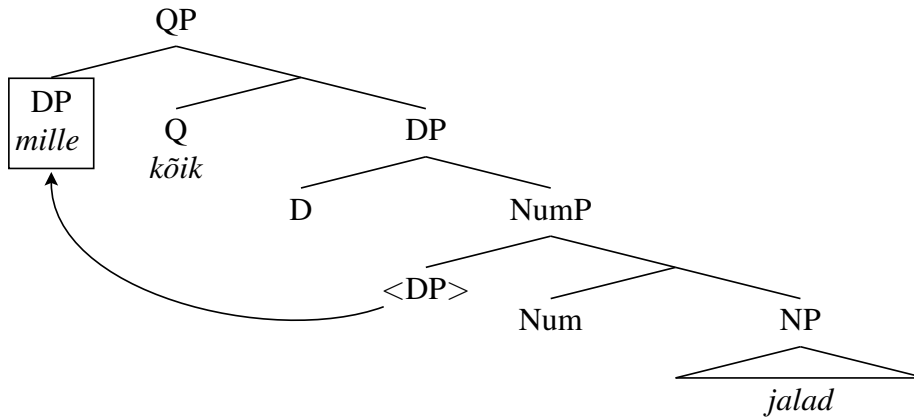 QP
DP
mille
Q
kõik
DP
D
NumP
<DP>
Num
NP
jalad